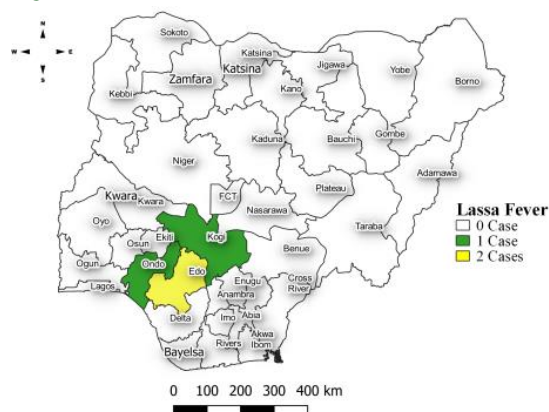 N
W E
S
Sokoto
Katsina
Katsina
Jigawa
Yobe
Borno
Zamfara
Kano
Kebbi
Gombe
Kaduna
Bauchi
Niger
Adamawa
Kwara
Kwara
FCT
Plateau
Nasarawa
Taraba
Oyo
Ekiti
Kogi
Osun
Benue
Ogun
Ondo
Edo
Enugu
Cross
River
Lagos
Anambra
Delta
Imo
Abia
Akwa
Ibom
Rivers
Bayelsa
Lassa Fever
0 Case
1 Case
2 Cases
0 100 200 300 400 km